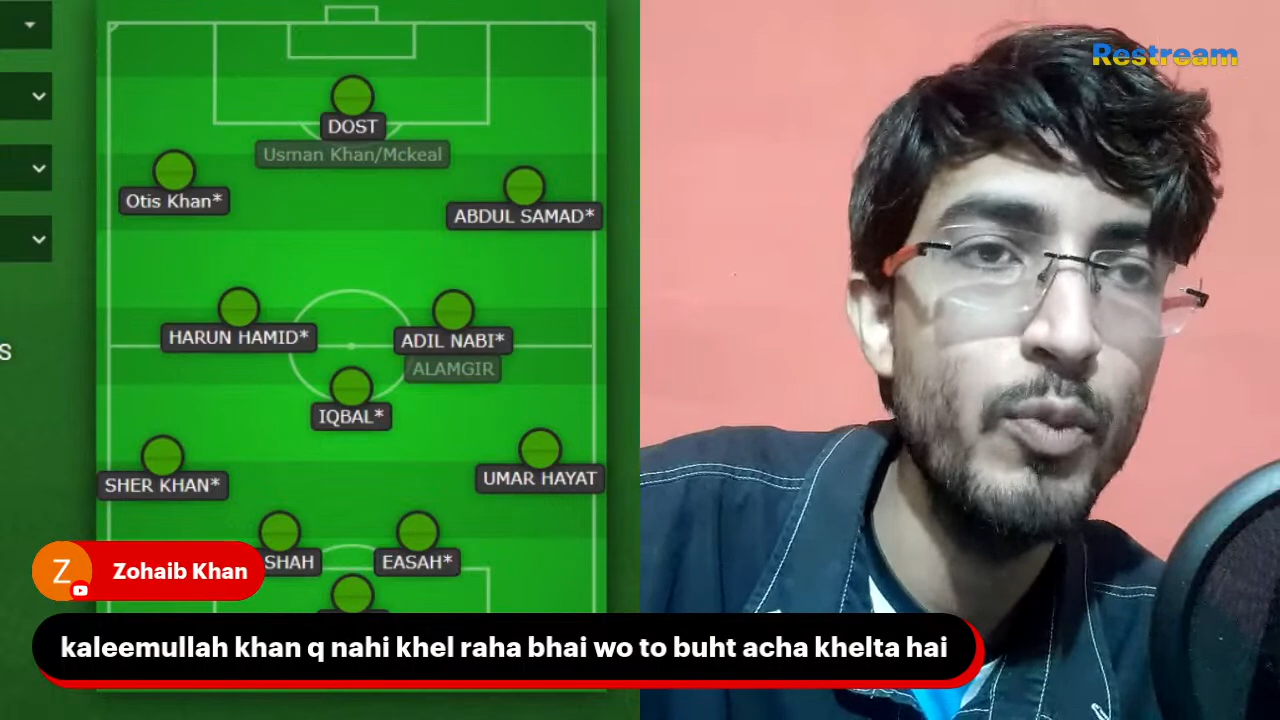 Restream
DOST
Usman Khan/Mckeal
Otis Khan*
ABDUL SAMAD*
HARUN HAMID*
ADIL NABI*
ALAMGIR
S
IQBAL*
SHER KHAN*
UMAR HAYAT
SHAH
EASAH*
Z
Zohaib Khan
kaleemullah khan q nahi khel raha bhai wo to buht acha khelta hai